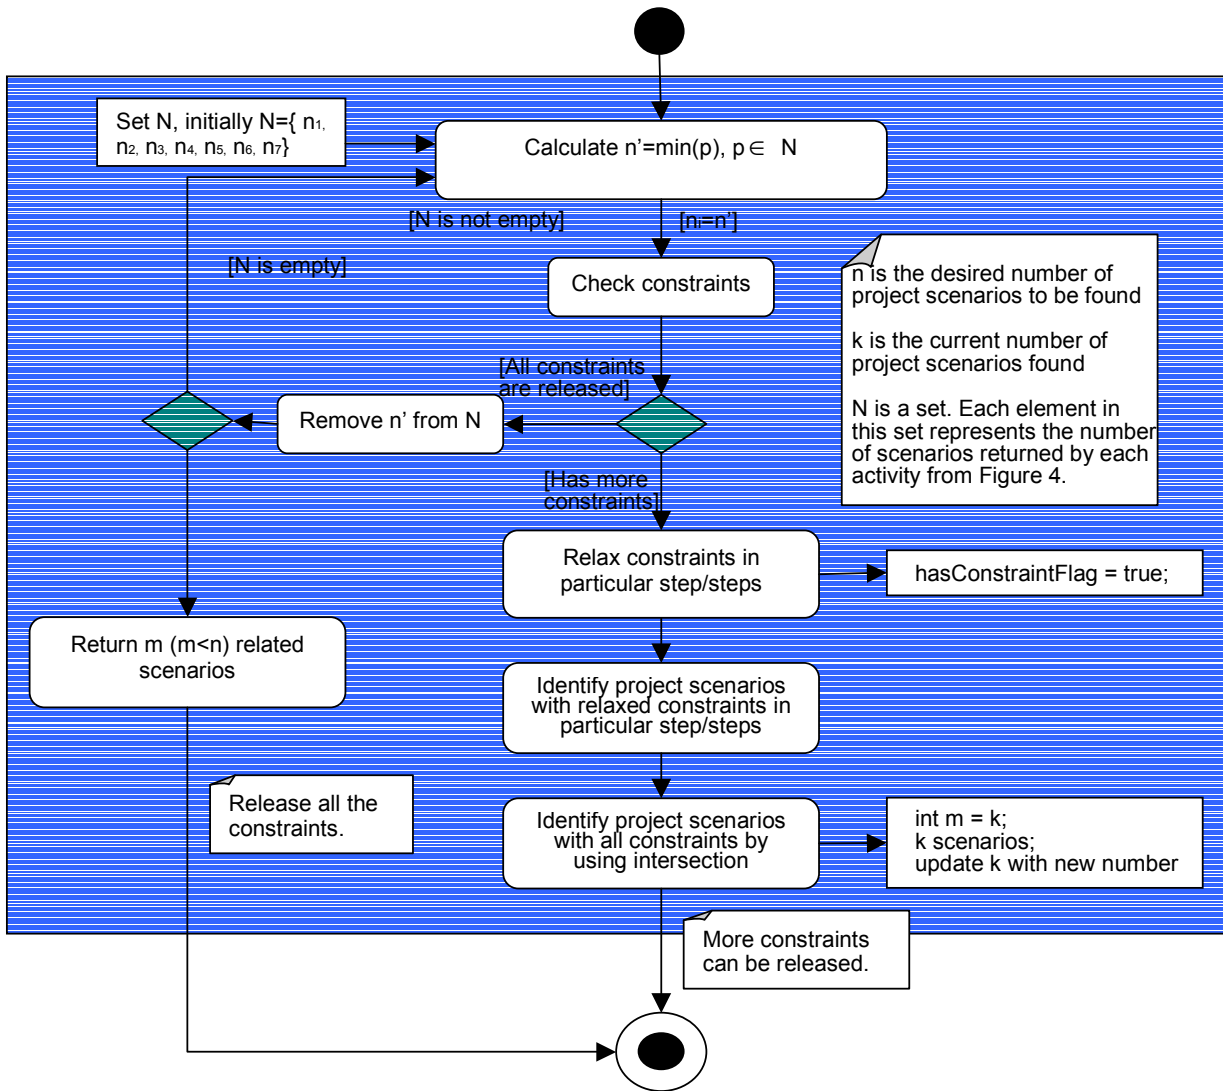 Set N, initially N={ n1,
n2, n3, n4, n5, n6, n7}
Calculate n’=min(p), p∈ N
[N is not empty]
[ni=n’]
[N is empty]
Check constraints
n is the desired number of
project scenarios to be found
k is the current number of
project scenarios found
N is a set. Each element in
this set represents the number
of scenarios returned by each
activity from Figure 4.
[All constraints
are released]
Remove n’ from N
[Has more
constraints]
Relax constraints in
particular step/steps
hasConstraintFlag = true;
Return m (m<n) related
scenarios
Identify project scenarios
with relaxed constraints in
particular step/steps
Release all the
constraints.
Identify project scenarios
with all constraints by
using intersection
int m = k;
k scenarios;
update k with new number
More constraints
can be released.